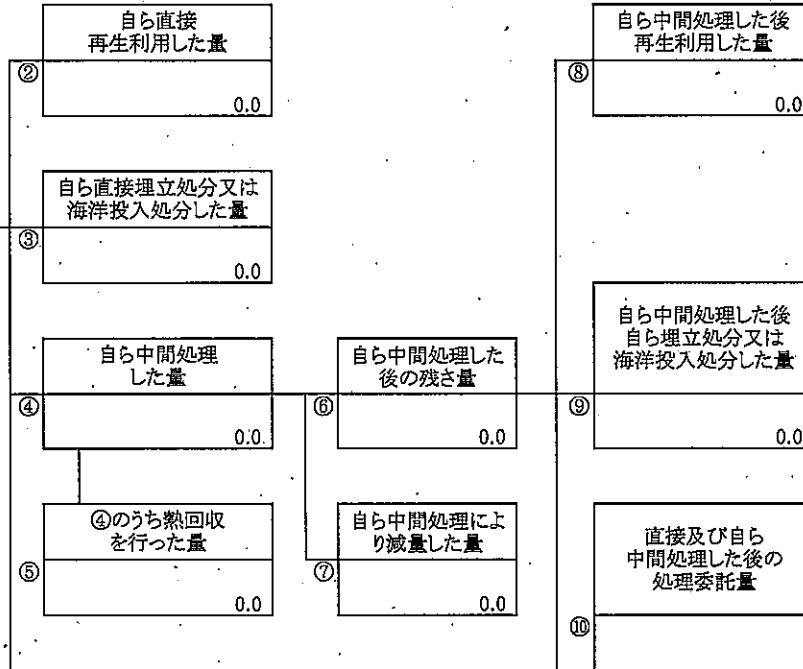 自ら直接
再生利用した量
②
0.0
自ら直接埋立処分又は
海洋投入処分した量
③
0.0
自ら中間処理
した量
④
0.0
④のうち熱回収
を行った量
⑤
0.0
自ら中間処理した
後の残さ量
⑥
0.0
自ら中間処理によ
り減量した量
⑦
0.0
自ら中間処理した後
再生利用した量
⑧
0.0
自ら中間処理した後
自ら埋立処分又は
海洋投入処分した量
⑨
0.0
直接及び自ら
中間処理した後の
処理委託量
⑩